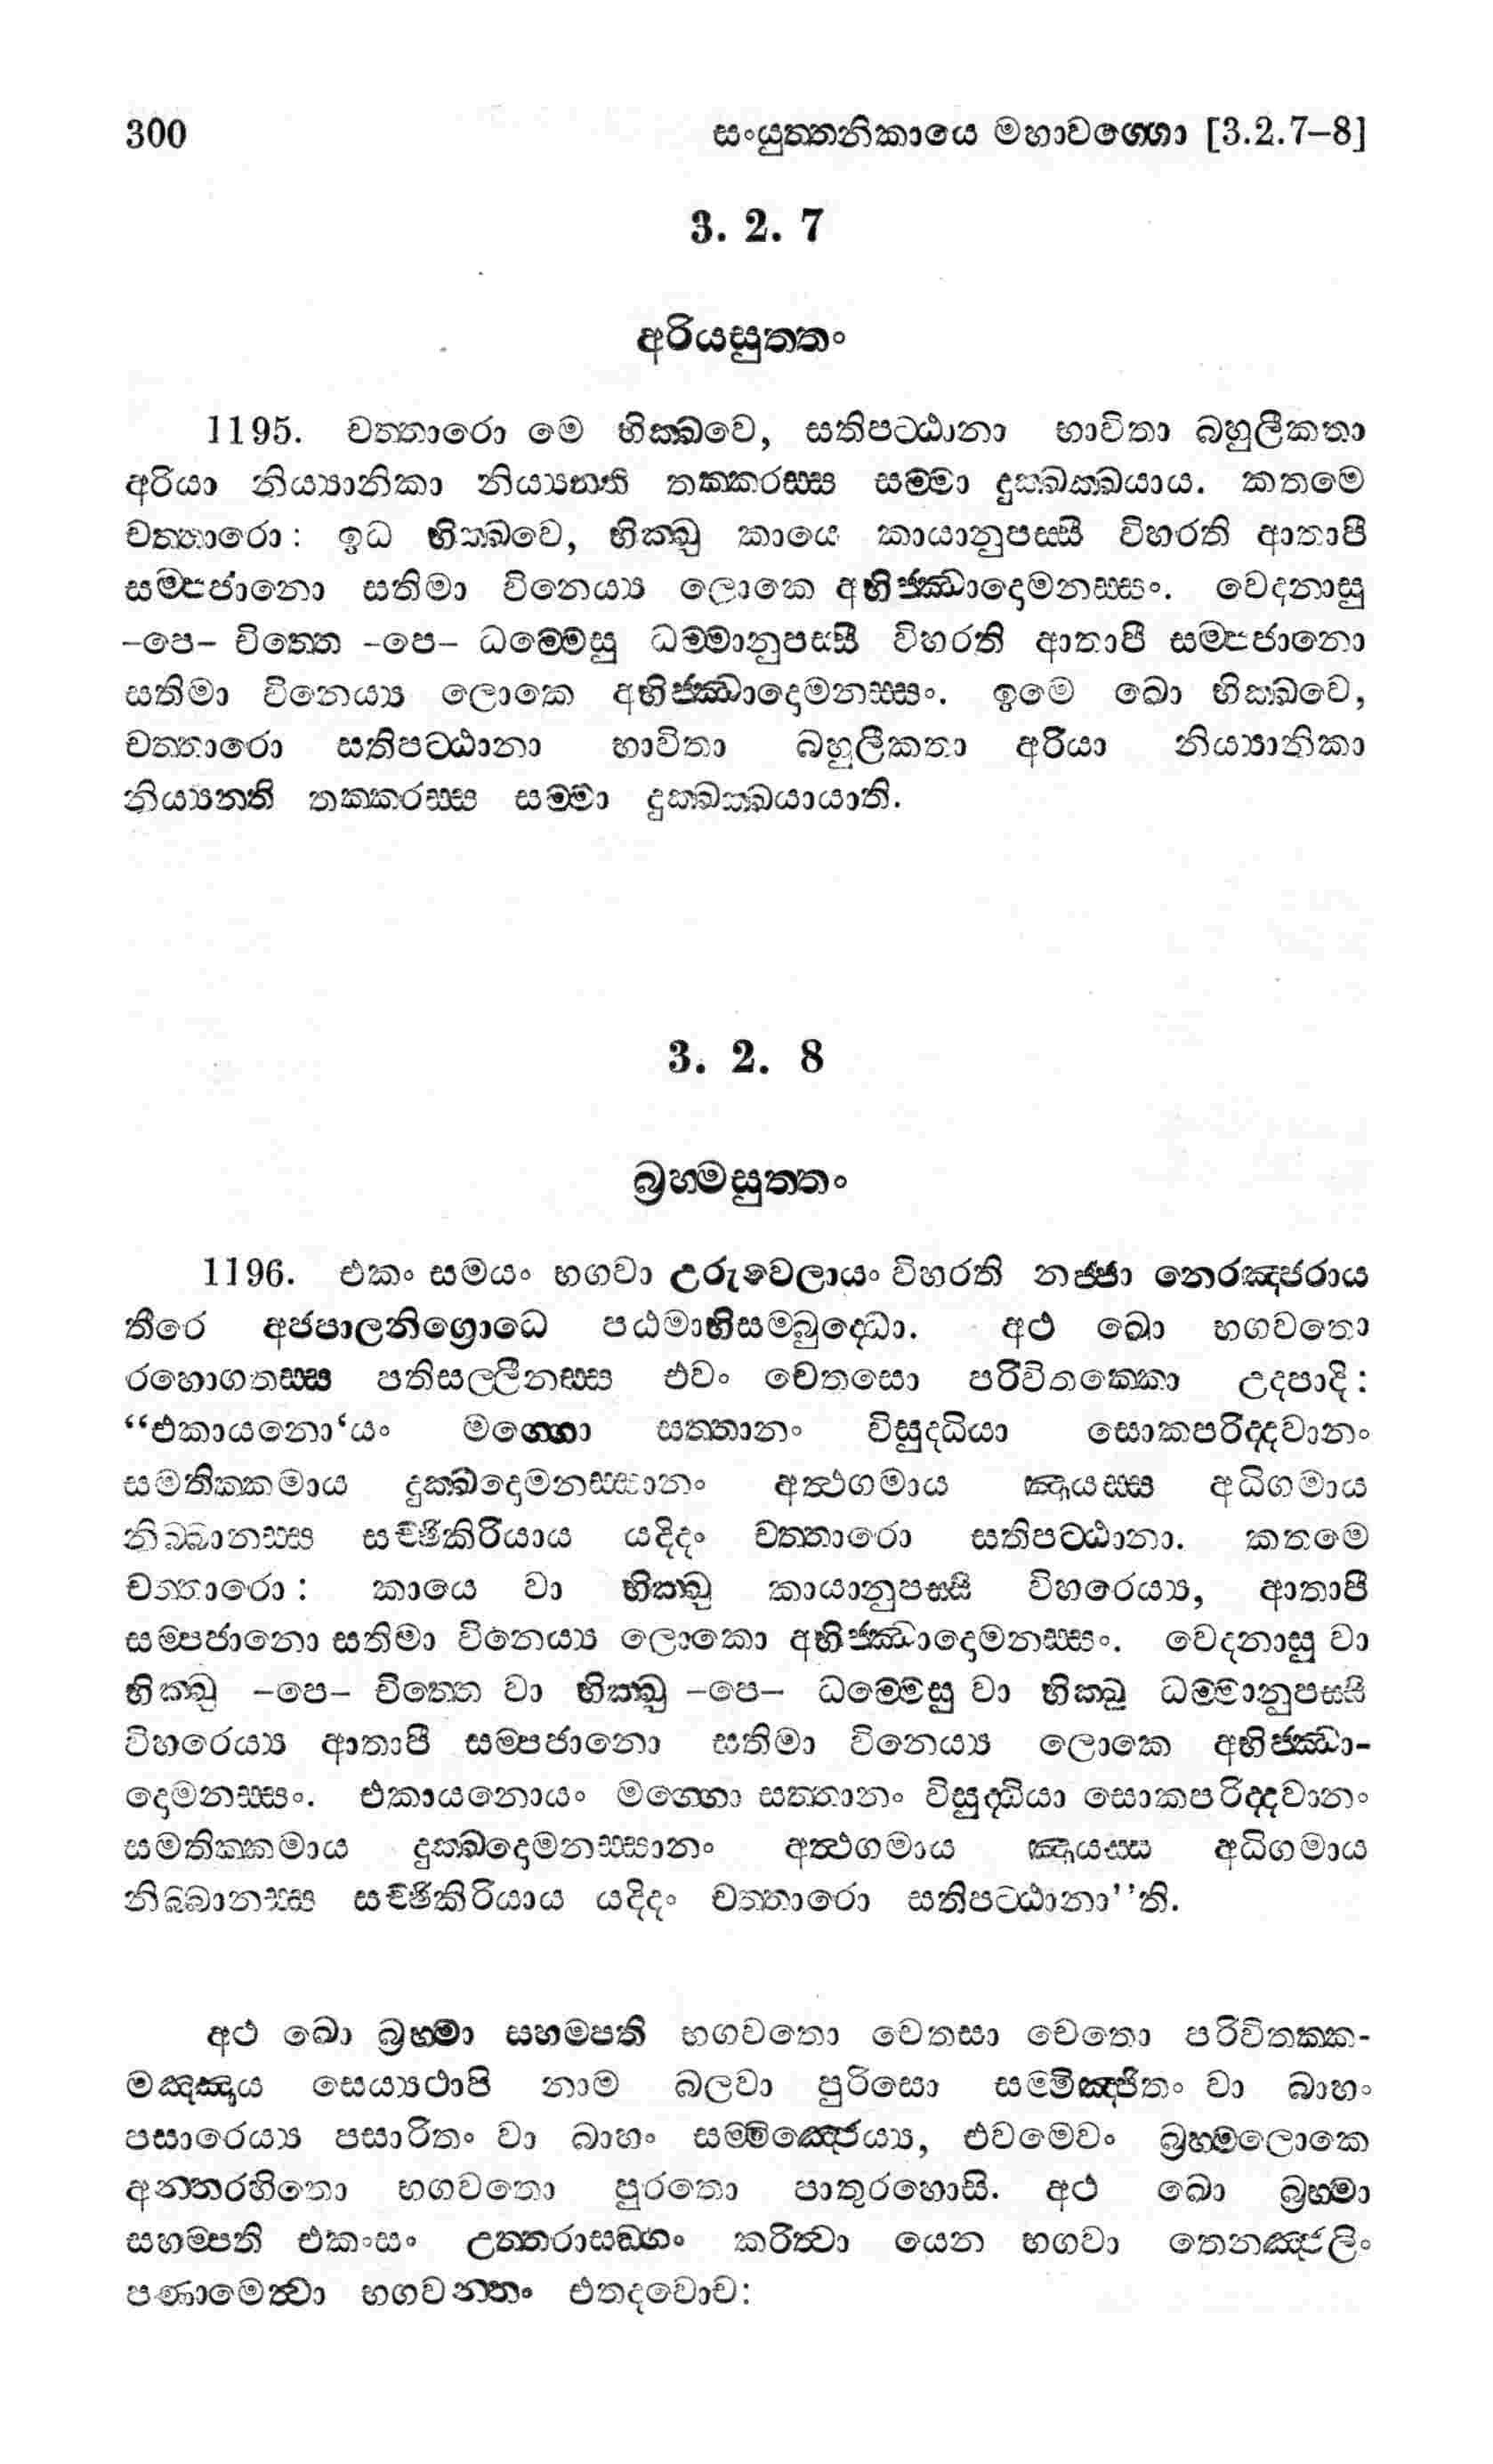 300 සංයුත්තනිකායෙ මහාවග්ගො [3.2.7–8]
3. 2. 7
අරියසුත්තං
1195. චත්තාරො මෙ භික්ඛවෙ, සතිපට්ඨානා භාවිතා බහුලීකතා
අරියා නිය්‍යානිකා නිය්‍යන්ති තක්කරස්ස සම්මා දුක්ඛක්ඛයාය. කතමෙ
චත්තාරො: ඉධ භික්ඛවෙ, භික්ඛු කායෙ කායානුපස්සී විහරති ආතාපී
සම්පජානො සතිමා විනෙය්‍ය ලොකෙ අභිජ්ඣාදොමනස්සං. වෙදනාසු
–පෙ– චිත්තෙ –පෙ– ධම්මෙසු ධම්මානුපස්සී විහරති ආතාපී සම්පජානො
සතිමා විනෙය්‍ය ලොකෙ අභිජ්ඣාදොමනස්සං. ඉමෙ ඛො භික්ඛවෙ,
චත්තාරො සතිපට්ඨානා භාවිතා බහුලීකතා අරියා නිය්‍යානිකා
නිය්‍යන්ති තක්කරස්ස සම්මා දුක්ඛක්ඛයායාති.
3. 2. 8
බ්‍රහ්මසුත්තං
1196. එකං සමයං භගවා උරුවෙලායං විහරති නජ්ජා නෙරඤ්ජරාය
තීරෙ අජපාලනිග්‍රොධෙ පඨමාභිසම්බුද්ධො. අථ ඛො භගවතො
රහොගතස්ස පතිසල්ලීනස්ස එවං චෙතසො පරිවිතක්කො උදපාදි:
“එකායනො‘යං මග්ගො සත්තානං විසුද්ධියා සොකපරිද්දවානං
සමතික්කමාය දුක්ඛදොමනස්සානං අත්ථගමාය ඤායස්ස අධිගමාය
නිබ්බානස්ස සච්ඡිකිරියාය යදිදං චත්තාරො සතිපට්ඨානා. කතමෙ
චත්තාරො: කායෙ වා භික්ඛු කායානුපස්සී විහරෙය්‍ය, ආතාපී
සම්පජානො සතිමා විනෙය්‍ය ලොකො අභිජ්ඣාදොමනස්සං. වෙදනාසු වා
භික්ඛු –පෙ– චිත්තෙ වා භික්ඛු –පෙ– ධම්මෙසු වා භික්ඛු ධම්මානුපස්සී
විහරෙය්‍ය ආතාපී සම්පජානො සතිමා විනෙය්‍ය ලොකෙ අභිජ්ඣා-
දොමනස්සං. එකායනොයං මග්ගො සත්තානං විසුද්ධියා සොකපරිද්දවානං
සමතික්කමාය දුක්ඛදොමනස්සානං අත්ථගමාය ඤායස්ස අධිගමාය
නිබ්බානස්ස සච්ඡිකිරියාය යදිදං චත්තාරො සතිපට්ඨානා’’ති.
අථ ඛො බ්‍රහ්මා සහම්පති භගවතො චෙතසා චෙතො පරිවිතක්ක-
මඤ්ඤාය සෙය්‍යථාපි නාම බලවා පුරිසො සම්මිඤ්ජිතං වා බාහං
පසාරෙය්‍ය පසාරිතං වා බාහං සම්මිඤ්ජෙය්‍ය, එවමෙවං බ්‍රහ්මලොකෙ
අන්තරහිතො භගවතො පුරතො පාතුරහොසි. අථ ඛො බ්‍රහ්මා
සහම්පති එකංසං උත්තරාසඞ්ගං කරිත්වා යෙන භගවා තෙනඤ්ජලිං
පණාමෙත්වා භගවන්තං එතදවොච: